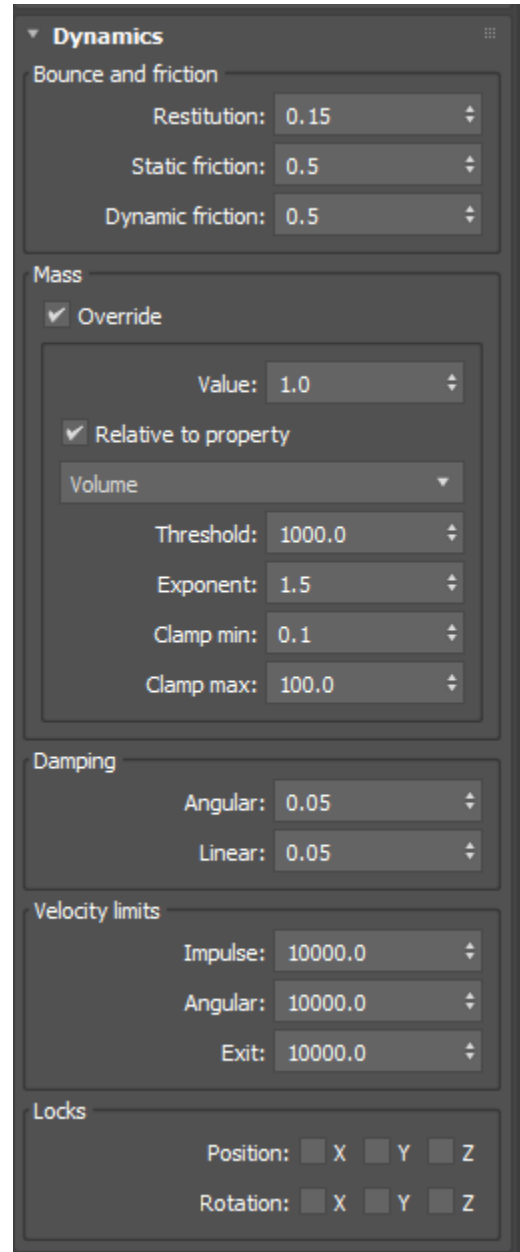 Dynamics
Bounce and friction
Restitution: 0.15
Static friction: 0.5
Dynamic friction: 0.5
Mass
Override
Value: 1.0
Relative to property
Volume
Threshold: 1000.0
Exponent: 1.5
Clamp min: 0.1
Clamp max: 100.0
Damping
Angular: 0.05
Linear: 0.05
Velocity limits
Impulse: 10000.0
Angular: 10000.0
Exit: 10000.0
Locks
Position: X Y Z
Rotation: X Y Z